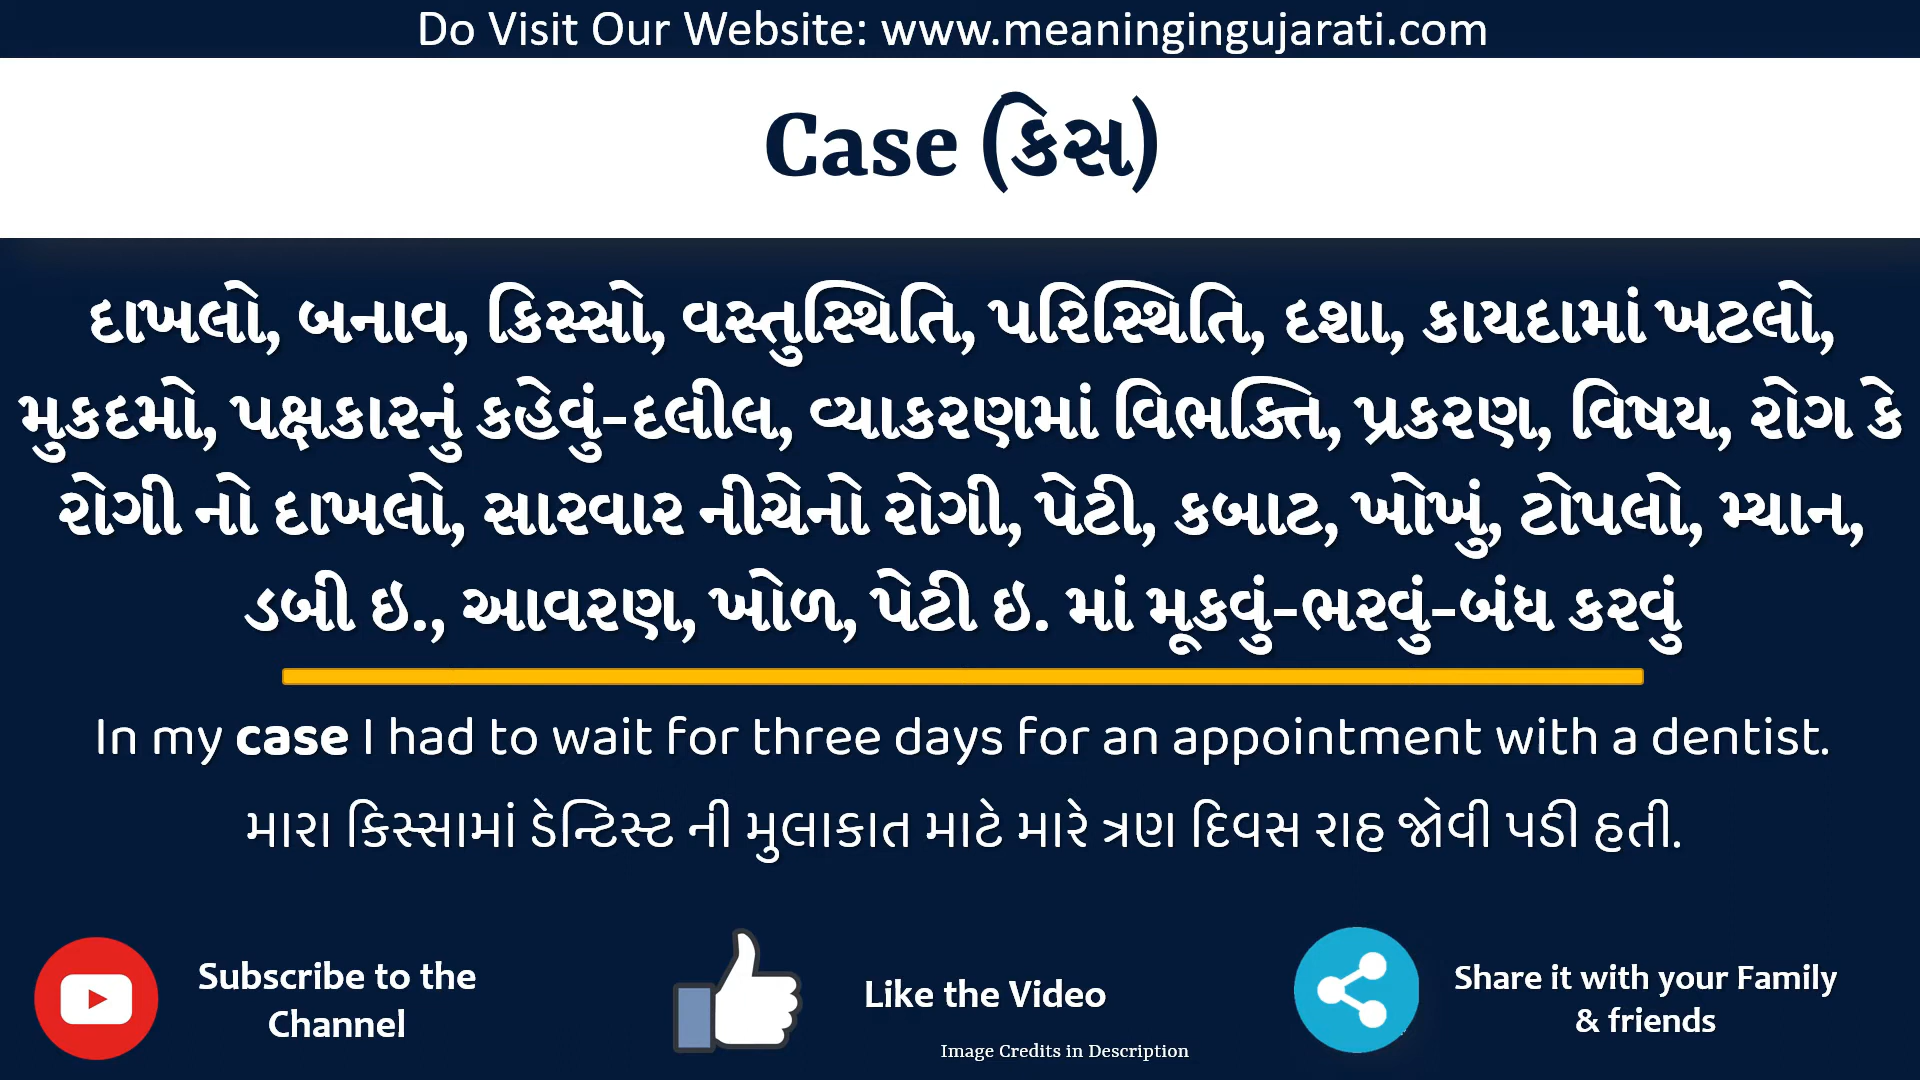 Do Visit Our Website: www.meaningingujarati.com
Case (કેસ)
દાખલો, બનાવ, કિસ્સો, વસ્તુસ્થિતિ, પરિસ્થિતિ, દશા, કાયદામાં ખટલો,
મુકદમો, પક્ષકારનું કહેવું-દલીલ, વ્યાકરણમાં વિભક્તિ, પ્રકરણ, વિષય, રોગ કે
રોગી નો દાખલો, સારવાર નીચેનો રોગી, પેટી, કબાટ, ખોખું, ટોપલો, મ્યાન,
ડબી ઇ., આવરણ, ખોળ, પેટી ઇ. માં મૂકવું-ભરવું-બંધ કરવું
In my case I had to wait for three days for an appointment with a dentist.
મારા કિસ્સામાં ડેન્ટિસ્ટ ની મુલાકાત માટે મારે ત્રણ દિવસ રાહ જોવી પડી હતી.
Subscribe to the
Channel
Like the Video
Share it with your Family
& friends
Image Credits in Description